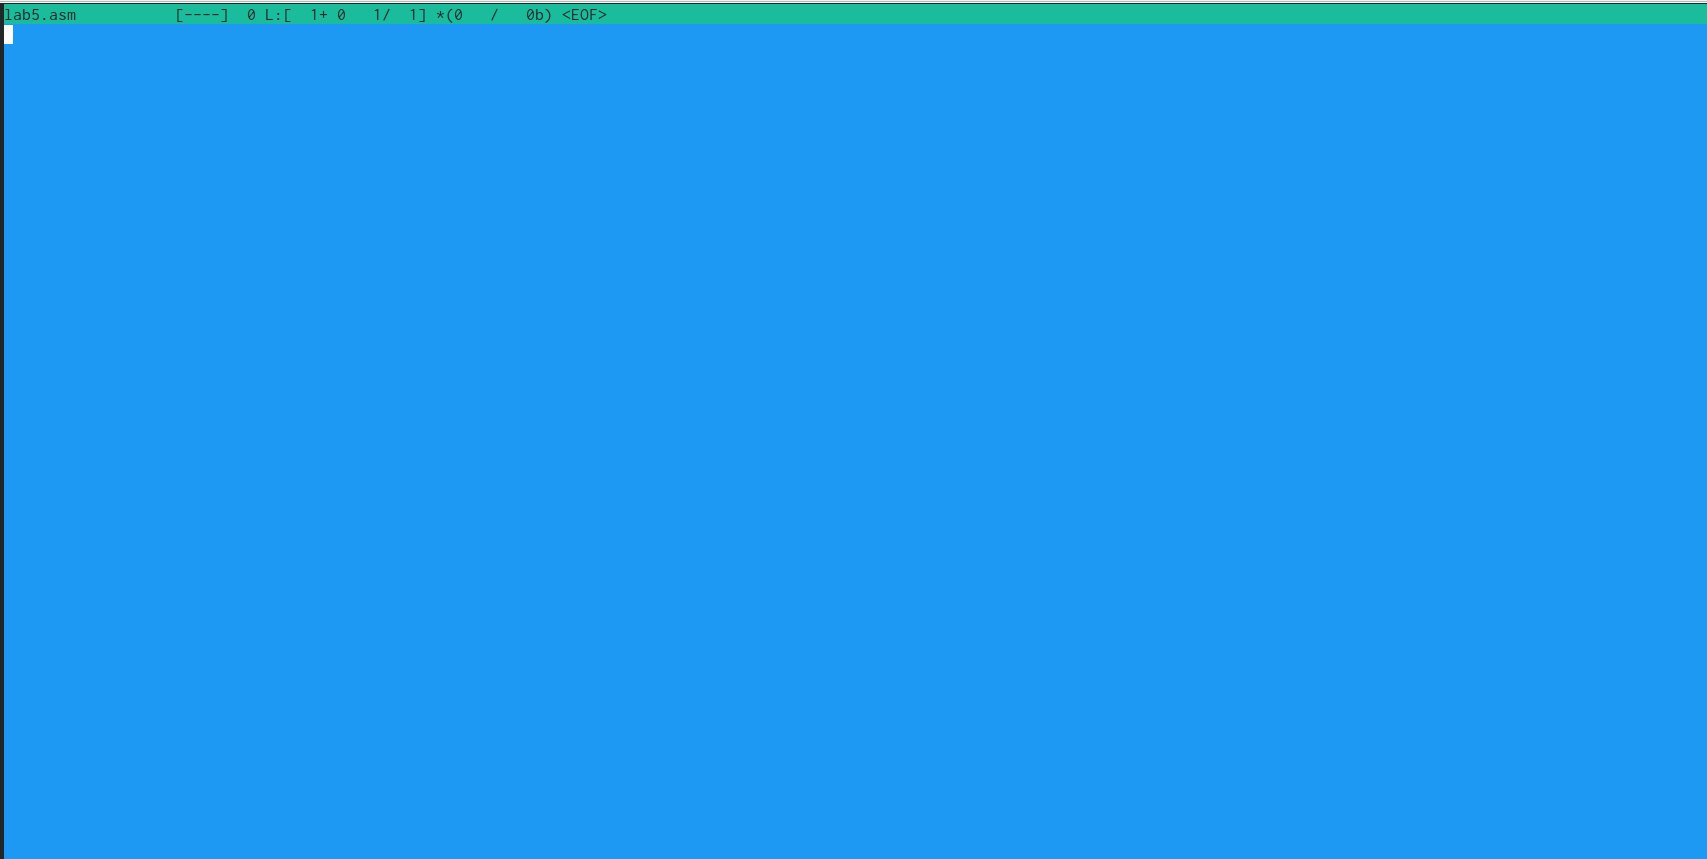 lab5.asm [----] 0 L:[ 1+ 0 1/ 1] *(0 / 0b) <EOF>